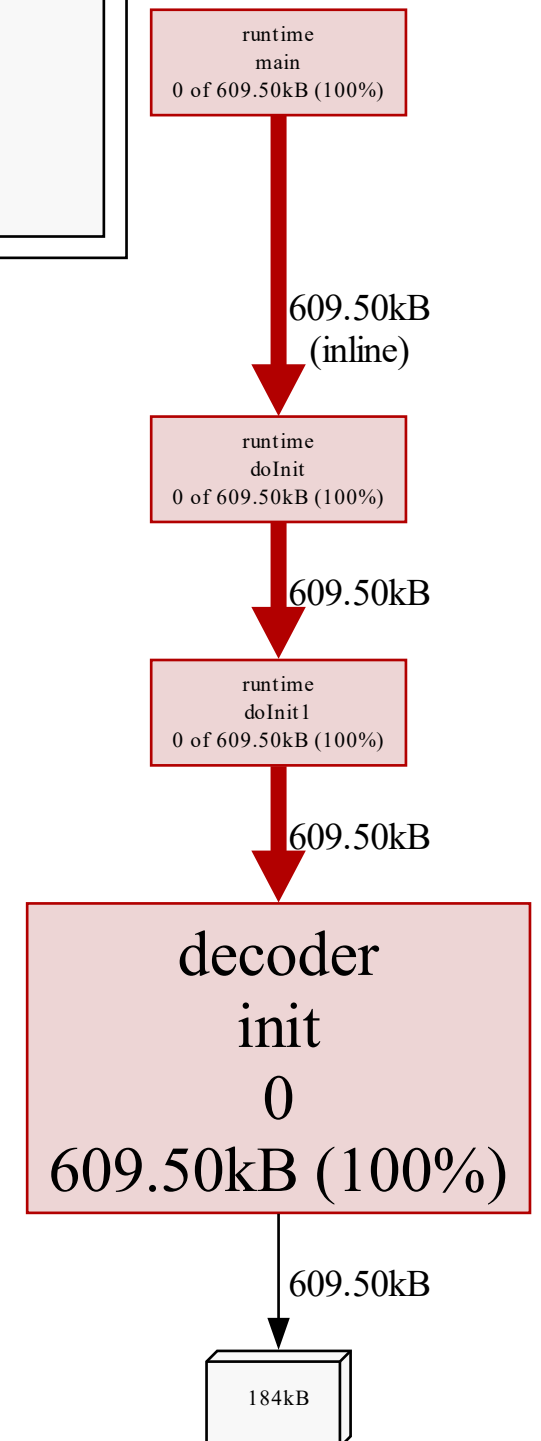 runtime
main
0 of 609.50kB (100%)
609.50kB
(inline)
runtime
doInit
0 of 609.50kB (100%)
609.50kB
runtime
doInit1
0 of 609.50kB (100%)
609.50kB
decoder
init
0
609.50kB (100%)
609.50kB
184kB